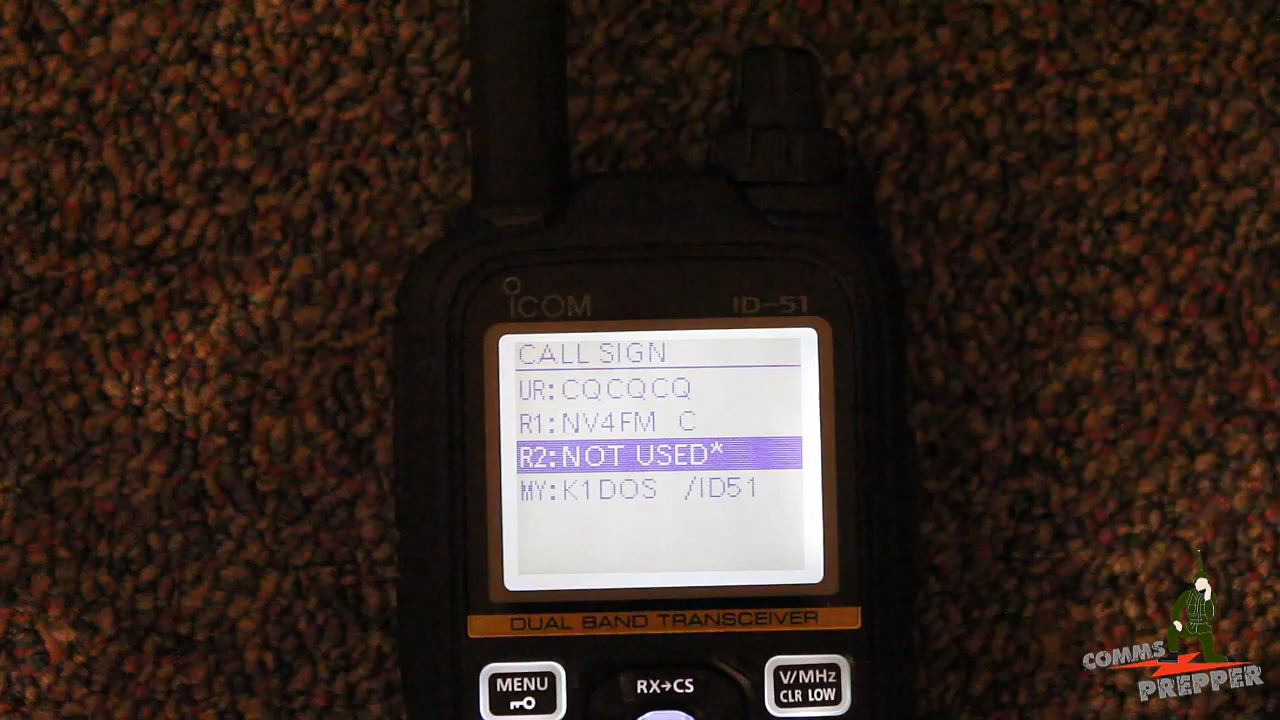 ICOM
ID-51
CALL SIGN
UR:CQCQCQ
R1:NV4FM C
R2:NOT USED*
MY:K1DOS /ID51
DUAL BAND TRANSCEIVER
MENU
RX→CS
V/MHz
CLR LOW
COMMS
PREPPER